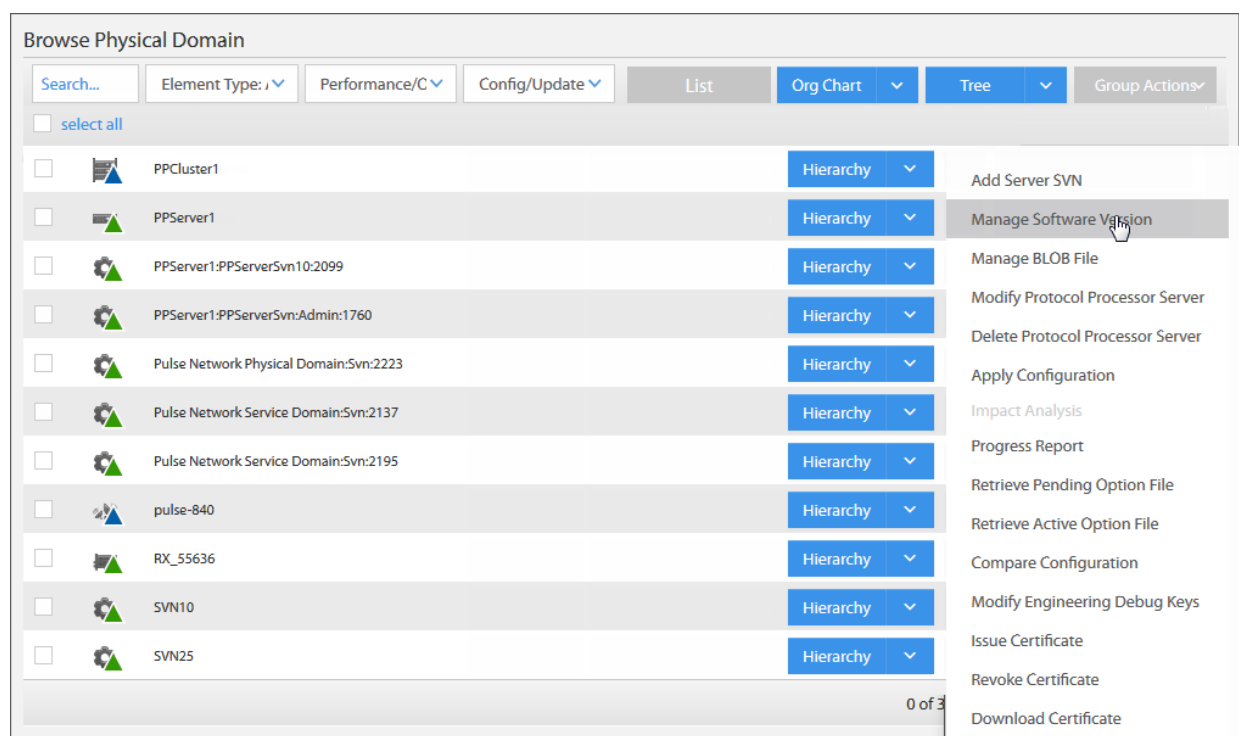 Browse Physical Domain
Search...
Element Type:
Performance/C
Config/Update
List
Org Chart
Tree
Group Actions
select all
PPCluster1
Hierarchy
PPServer1
Hierarchy
PPServer1:PPServerSvn10:2099
Hierarchy
PPServer1:PPServerSvn:Admin:1760
Hierarchy
Pulse Network Physical Domain:Svn:2223
Hierarchy
Pulse Network Service Domain:Svn:2137
Hierarchy
Pulse Network Service Domain:Svn:2195
Hierarchy
pulse-840
Hierarchy
RX_55636
Hierarchy
SVN10
Hierarchy
SVN25
Hierarchy
0 of 3
Add Server SVN
Manage Software Version
Manage BLOB File
Modify Protocol Processor Server
Delete Protocol Processor Server
Apply Configuration
Impact Analysis
Progress Report
Retrieve Pending Option File
Retrieve Active Option File
Compare Configuration
Modify Engineering Debug Keys
Issue Certificate
Revoke Certificate
Download Certificate